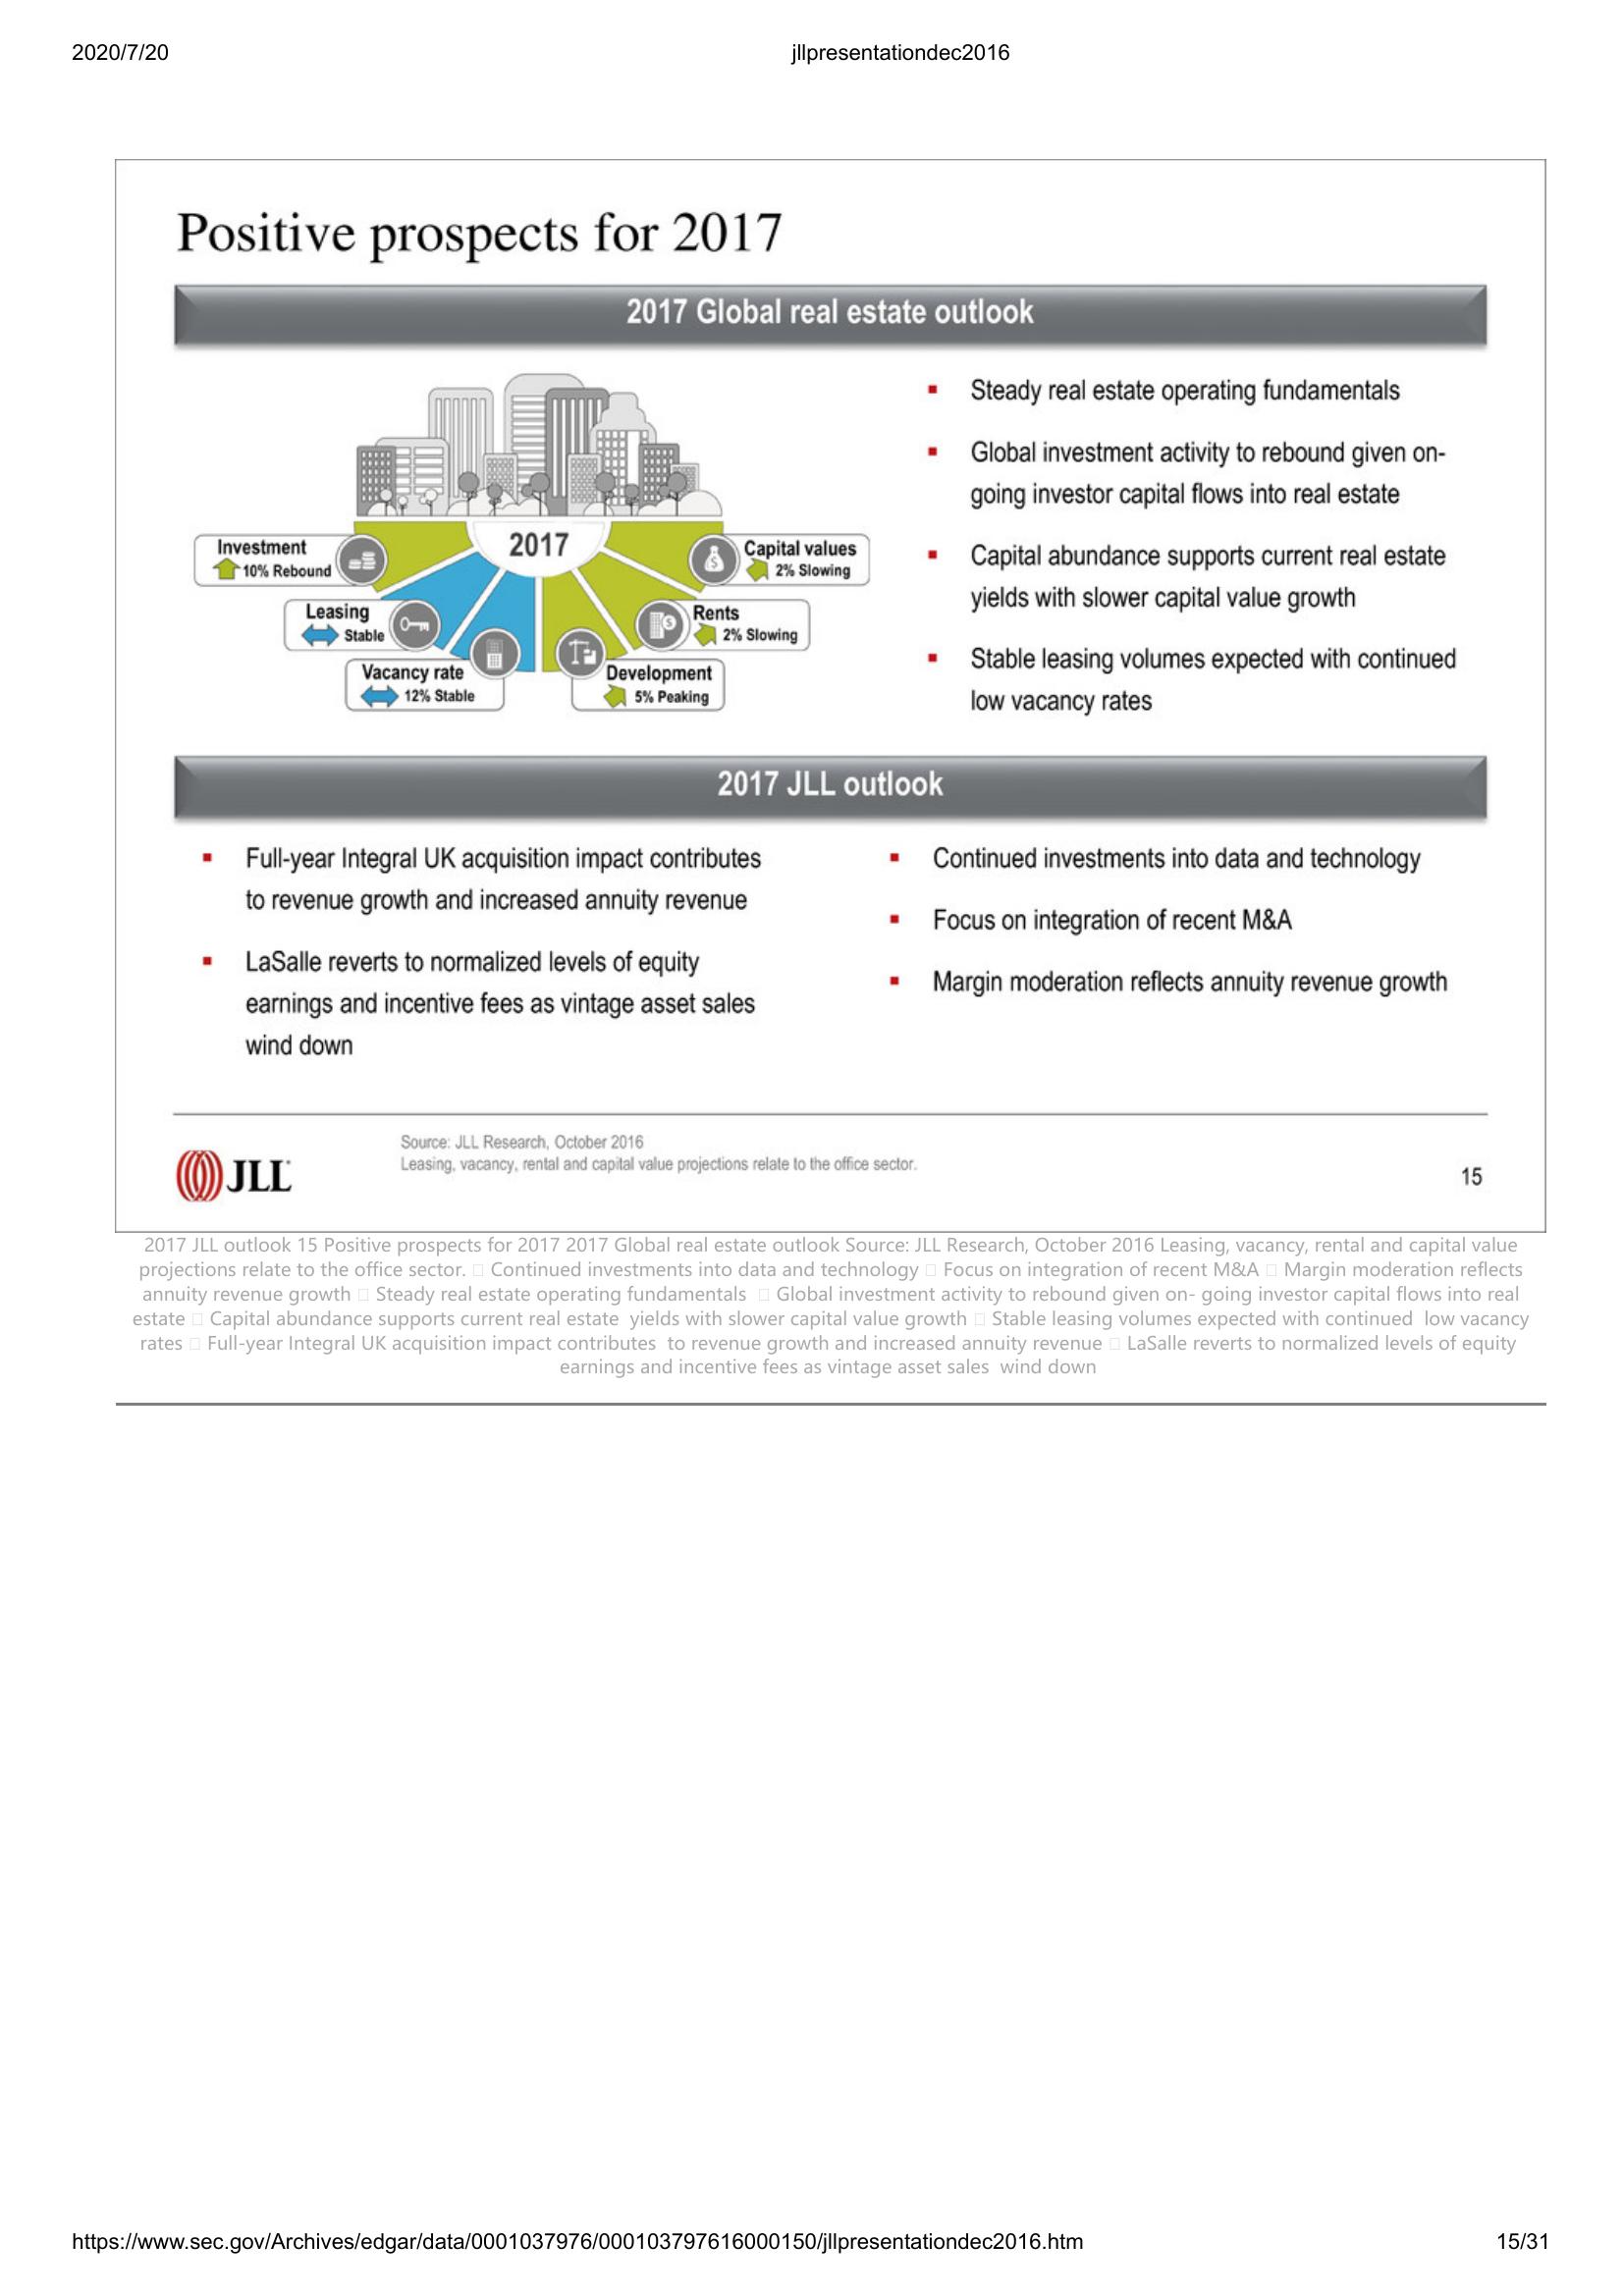 2020/7/20
jllpresentationdec2016
Positive prospects for 2017
2017 Global real estate outlook
2017
Investment
10% Rebound
Leasing
Stable
Vacancy rate
12% Stable
Development
5% Peaking
Rents
2% Slowing
Capital values
2% Slowing
Steady real estate operating fundamentals
Global investment activity to rebound given on-
going investor capital flows into real estate
Capital abundance supports current real estate
yields with slower capital value growth
Stable leasing volumes expected with continued
low vacancy rates
2017 JLL outlook
Full-year Integral UK acquisition impact contributes
to revenue growth and increased annuity revenue
LaSalle reverts to normalized levels of equity
earnings and incentive fees as vintage asset sales
wind down
Continued investments into data and technology
Focus on integration of recent M&A
Margin moderation reflects annuity revenue growth
JLL
Source: JLL Research, October 2016
Leasing, vacancy, rental and capital value projections relate to the office sector.
15
2017 JLL outlook 15 Positive prospects for 2017 2017 Global real estate outlook Source: JLL Research, October 2016 Leasing, vacancy, rental and capital value
projections relate to the office sector. Continued investments into data and technology Focus on integration of recent M&A Margin moderation reflects
annuity revenue growth Steady real estate operating fundamentals Global investment activity to rebound given on- going investor capital flows into real
estate Capital abundance supports current real estate yields with slower capital value growth Stable leasing volumes expected with continued low vacancy
rates Full-year Integral UK acquisition impact contributes to revenue growth and increased annuity revenue LaSalle reverts to normalized levels of equity
earnings and incentive fees as vintage asset sales wind down
https://www.sec.gov/Archives/edgar/data/0001037976/000103797616000150/jllpresentationdec2016.htm
15/31